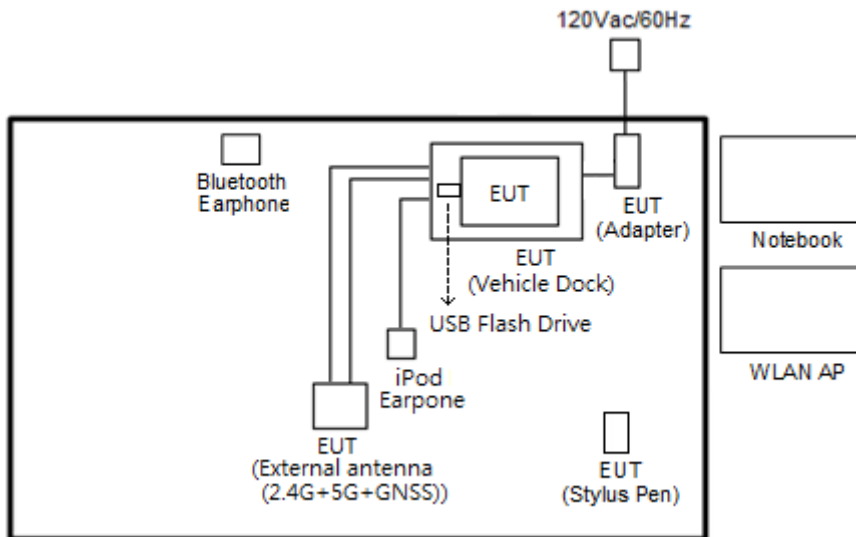 120Vac/60Hz
Bluetooth
Earphone
EUT
EUT
(Adapter)
Notebook
EUT
(Vehicle Dock)
USB Flash Drive
WLAN AP
iPod
Earpone
EUT
(External antenna
(2.4G+5G+GNSS))
EUT
(Stylus Pen)